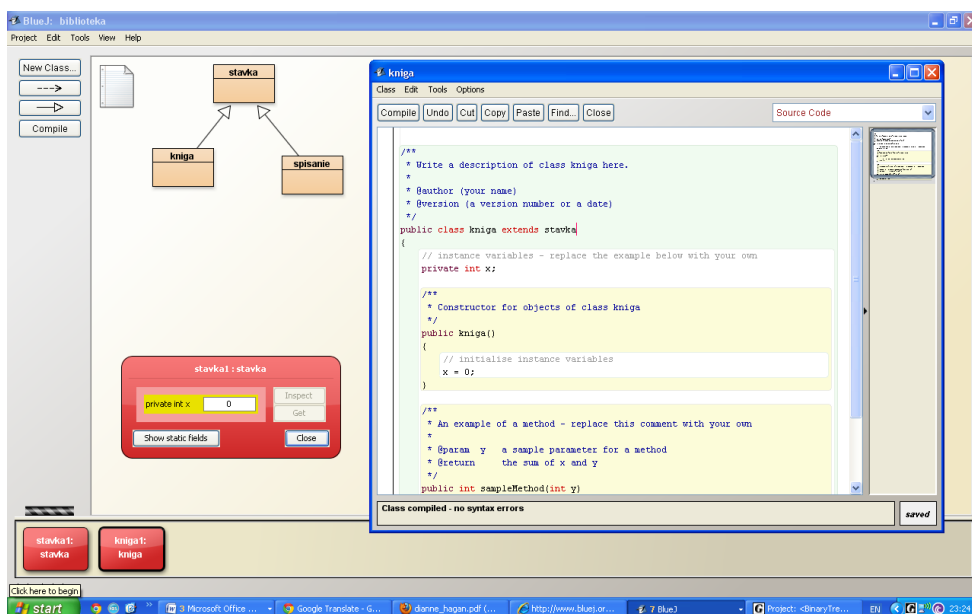 BlueJ: biblioteka
Project Edit Tools View Help
New Class...
--->
Compile
stavka
kniga
spisanie
stavka1 : stavka
private int x
0
Inspect
Get
Show static fields
Close
kniga
Class Edit Tools Options
Compile Undo Cut Copy Paste Find... Close
Source Code
/**
* Write a description of class kniga here.
*
* @author (your name)
* @version (a version number or a date)
*/
public class kniga extends stavka
{
// instance variables - replace the example below with your own
private int x;
/**
* Constructor for objects of class kniga
*/
public kniga()
{
// initialise instance variables
x = 0;
}
/**
* An example of a method - replace this comment with your own
*
* @param y a sample parameter for a method
* @return the sum of x and y
*/
public int sampleMethod(int y)
Class compiled - no syntax errors
saved
stavka1:
stavka
kniga1:
kniga
Click here to begin
start
3 Microsoft Office ...
Google Translate - G...
dianne_hagan.pdf (...
http://www.bluej.or...
7 BlueJ
Project: <BinaryTre...
EN
23:24